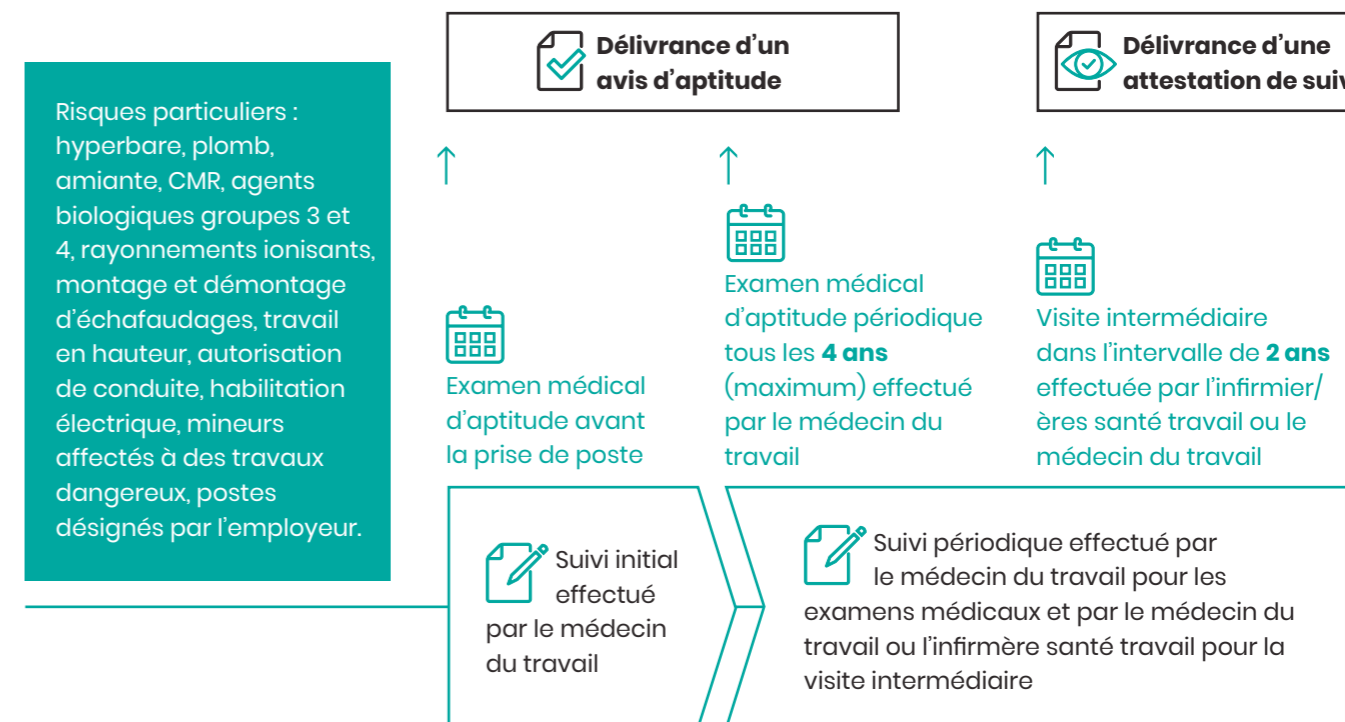 Délivrance d'un
avis d'aptitude
Délivrance d'une
attestation de
Risques particuliers :
hyperbare, plomb,
amiante, CMR, agents
biologiques groupes 3 et
4, rayonnements ionisants,
montage et démontage
d'échafaudages, travail
en hauteur, autorisation
de conduite, habilitation
électrique, mineurs
affectés à des travaux
dangereux, postes
désignés par l'employeur.
Examen médical
d'aptitude avant
la prise de poste
Examen médical
d'aptitude périodique
tous les 4 ans
(maximum) effectué
par le médecin du
travail
Visite intermédiaire
dans l'intervalle de 2 ans
effectuée par l'infirmier/
ères santé travail ou le
médecin du travail
Suivi initial
effectué
par le médecin
du travail
Suivi périodique effectué par
le médecin du travail pour les
examens médicaux et par le médecin du
travail ou l'infirmère santé travail pour la
visite intermédiaire